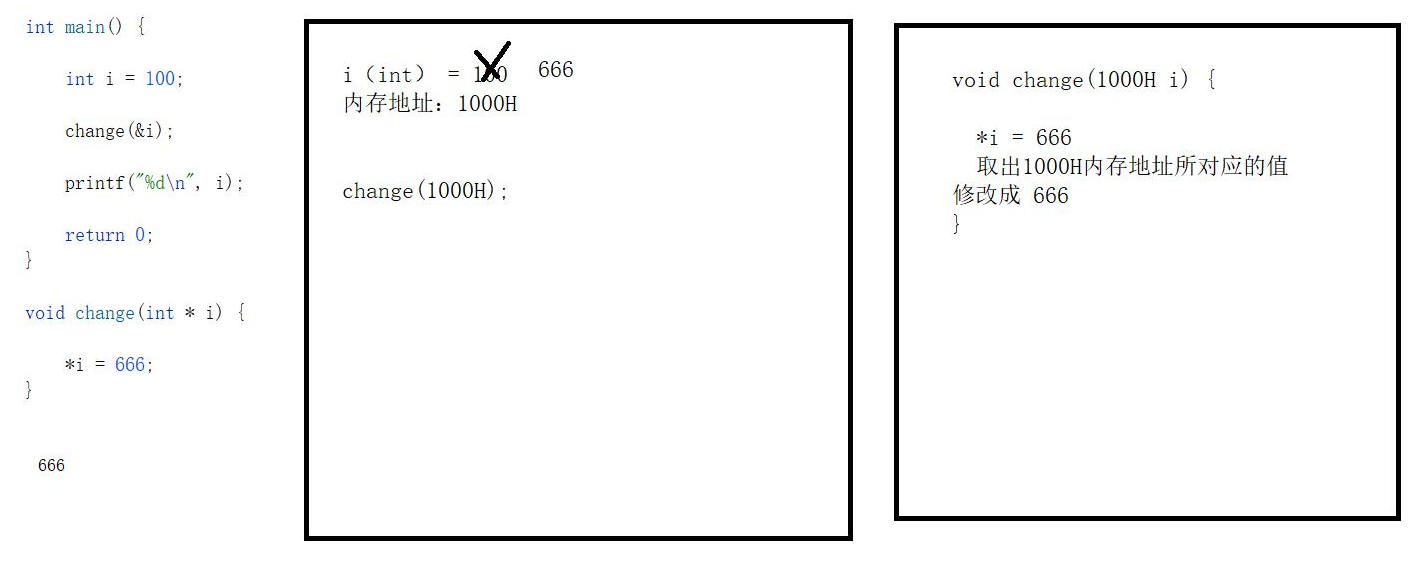 int main() {
int i = 100;
change(&i);
printf("%d\n", i);
return 0;
}
void change(int * i) {
*i = 666;
}
666
i（int） = 100 666
内存地址：1000H
change(1000H);
void change(1000H i) {
*i = 666
取出1000H内存地址所对应的值
修改成 666
}